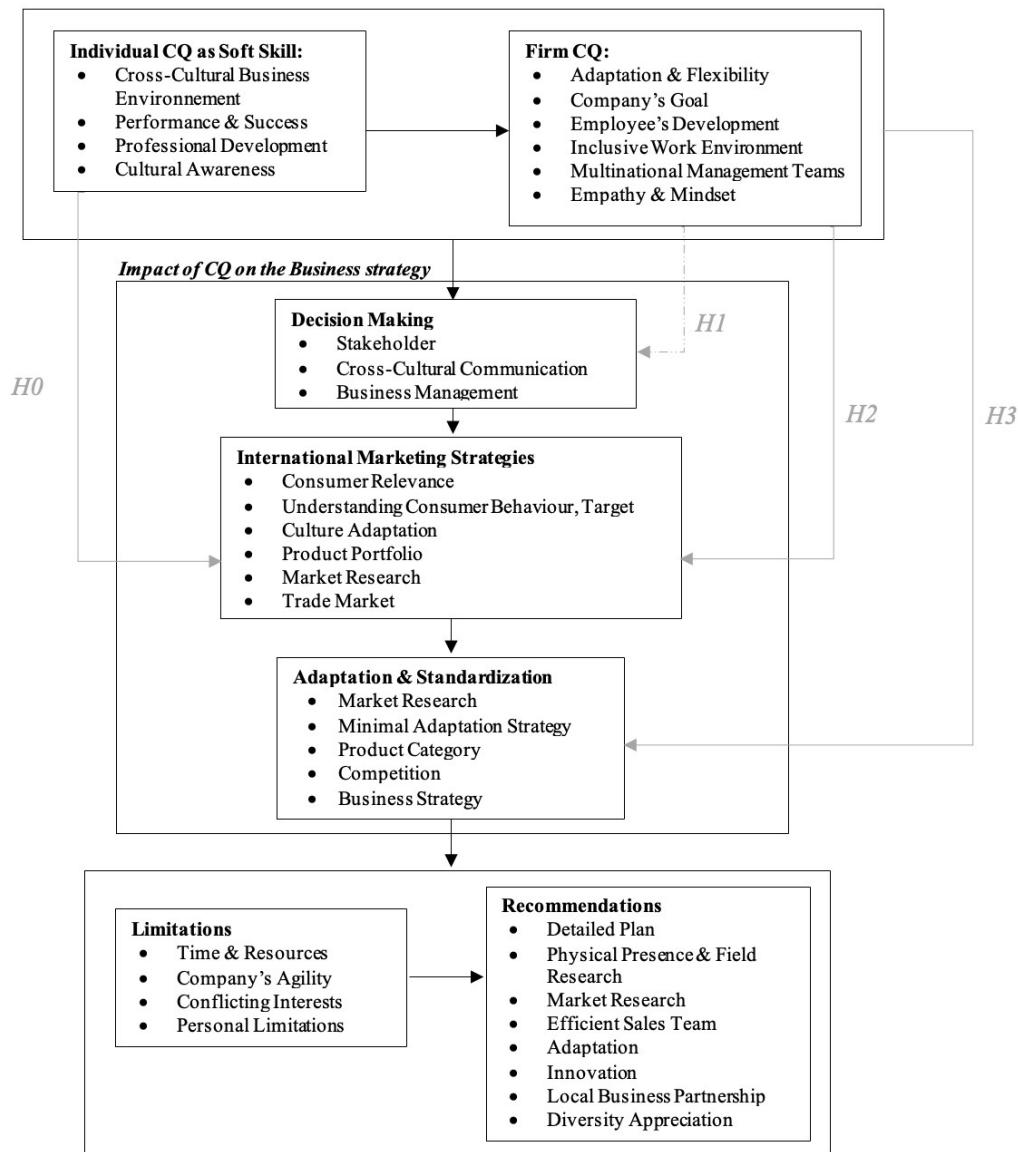 Individual CQ as Soft Skill:
• Cross-Cultural Business
Environnement
• Performance & Success
• Professional Development
• Cultural Awareness
Firm CQ:
• Adaptation & Flexibility
• Company’s Goal
• Employee’s Development
• Inclusive Work Environment
• Multinational Management Teams
• Empathy & Mindset
Impact of CQ on the Business strategy
Decision Making
• Stakeholder
• Cross-Cultural Communication
• Business Management
H1
H0
H2
H3
International Marketing Strategies
• Consumer Relevance
• Understanding Consumer Behaviour, Target
• Culture Adaptation
• Product Portfolio
• Market Research
• Trade Market
Adaptation & Standardization
• Market Research
• Minimal Adaptation Strategy
• Product Category
• Competition
• Business Strategy
Limitations
• Time & Resources
• Company’s Agility
• Conflicting Interests
• Personal Limitations
Recommendations
• Detailed Plan
• Physical Presence & Field
Research
• Market Research
• Efficient Sales Team
• Adaptation
• Innovation
• Local Business Partnership
• Diversity Appreciation